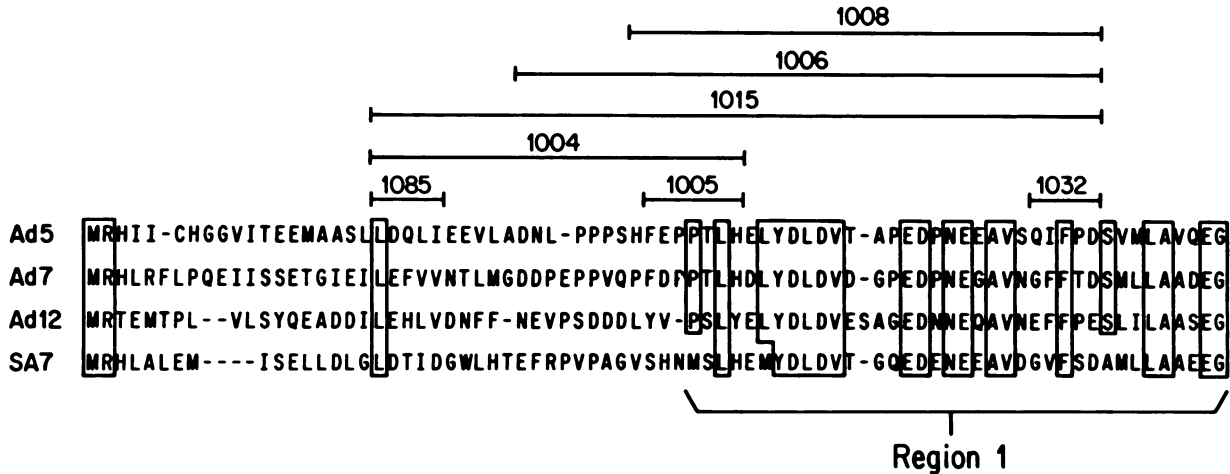 1008
1006
1015
1004
1085 1005 1032
Ad5 MRHII-CHGGVITEEMAASLLDQLIEEVLADNL-PPPSHFEPPTLHELYDLDVT-APEDPNEEAVSQIFPDSVMLAVQEG
Ad7 MRHLRFLPQEIISSETGIEILEFVVNTLMGDDPEPPVQPFDFPTLHDLYDLDVD-GPEDPNEGAVNGFFTDSMLLAADEG
Ad12 MRTEMTPL--VLSYQEADDILEHLVDNFF-NEVPSDDDLYV-PSLYELYDLDVESAGEDNNEQAVNEFFPESLILAASEG
SA7 MRHLALEM----ISELLDLGLDTIDGWLHTEFRPVPAGVSHNMSLHEMYDLDVT-GQEDENEEAVDGVFSDAMLLAAEEG
Region 1